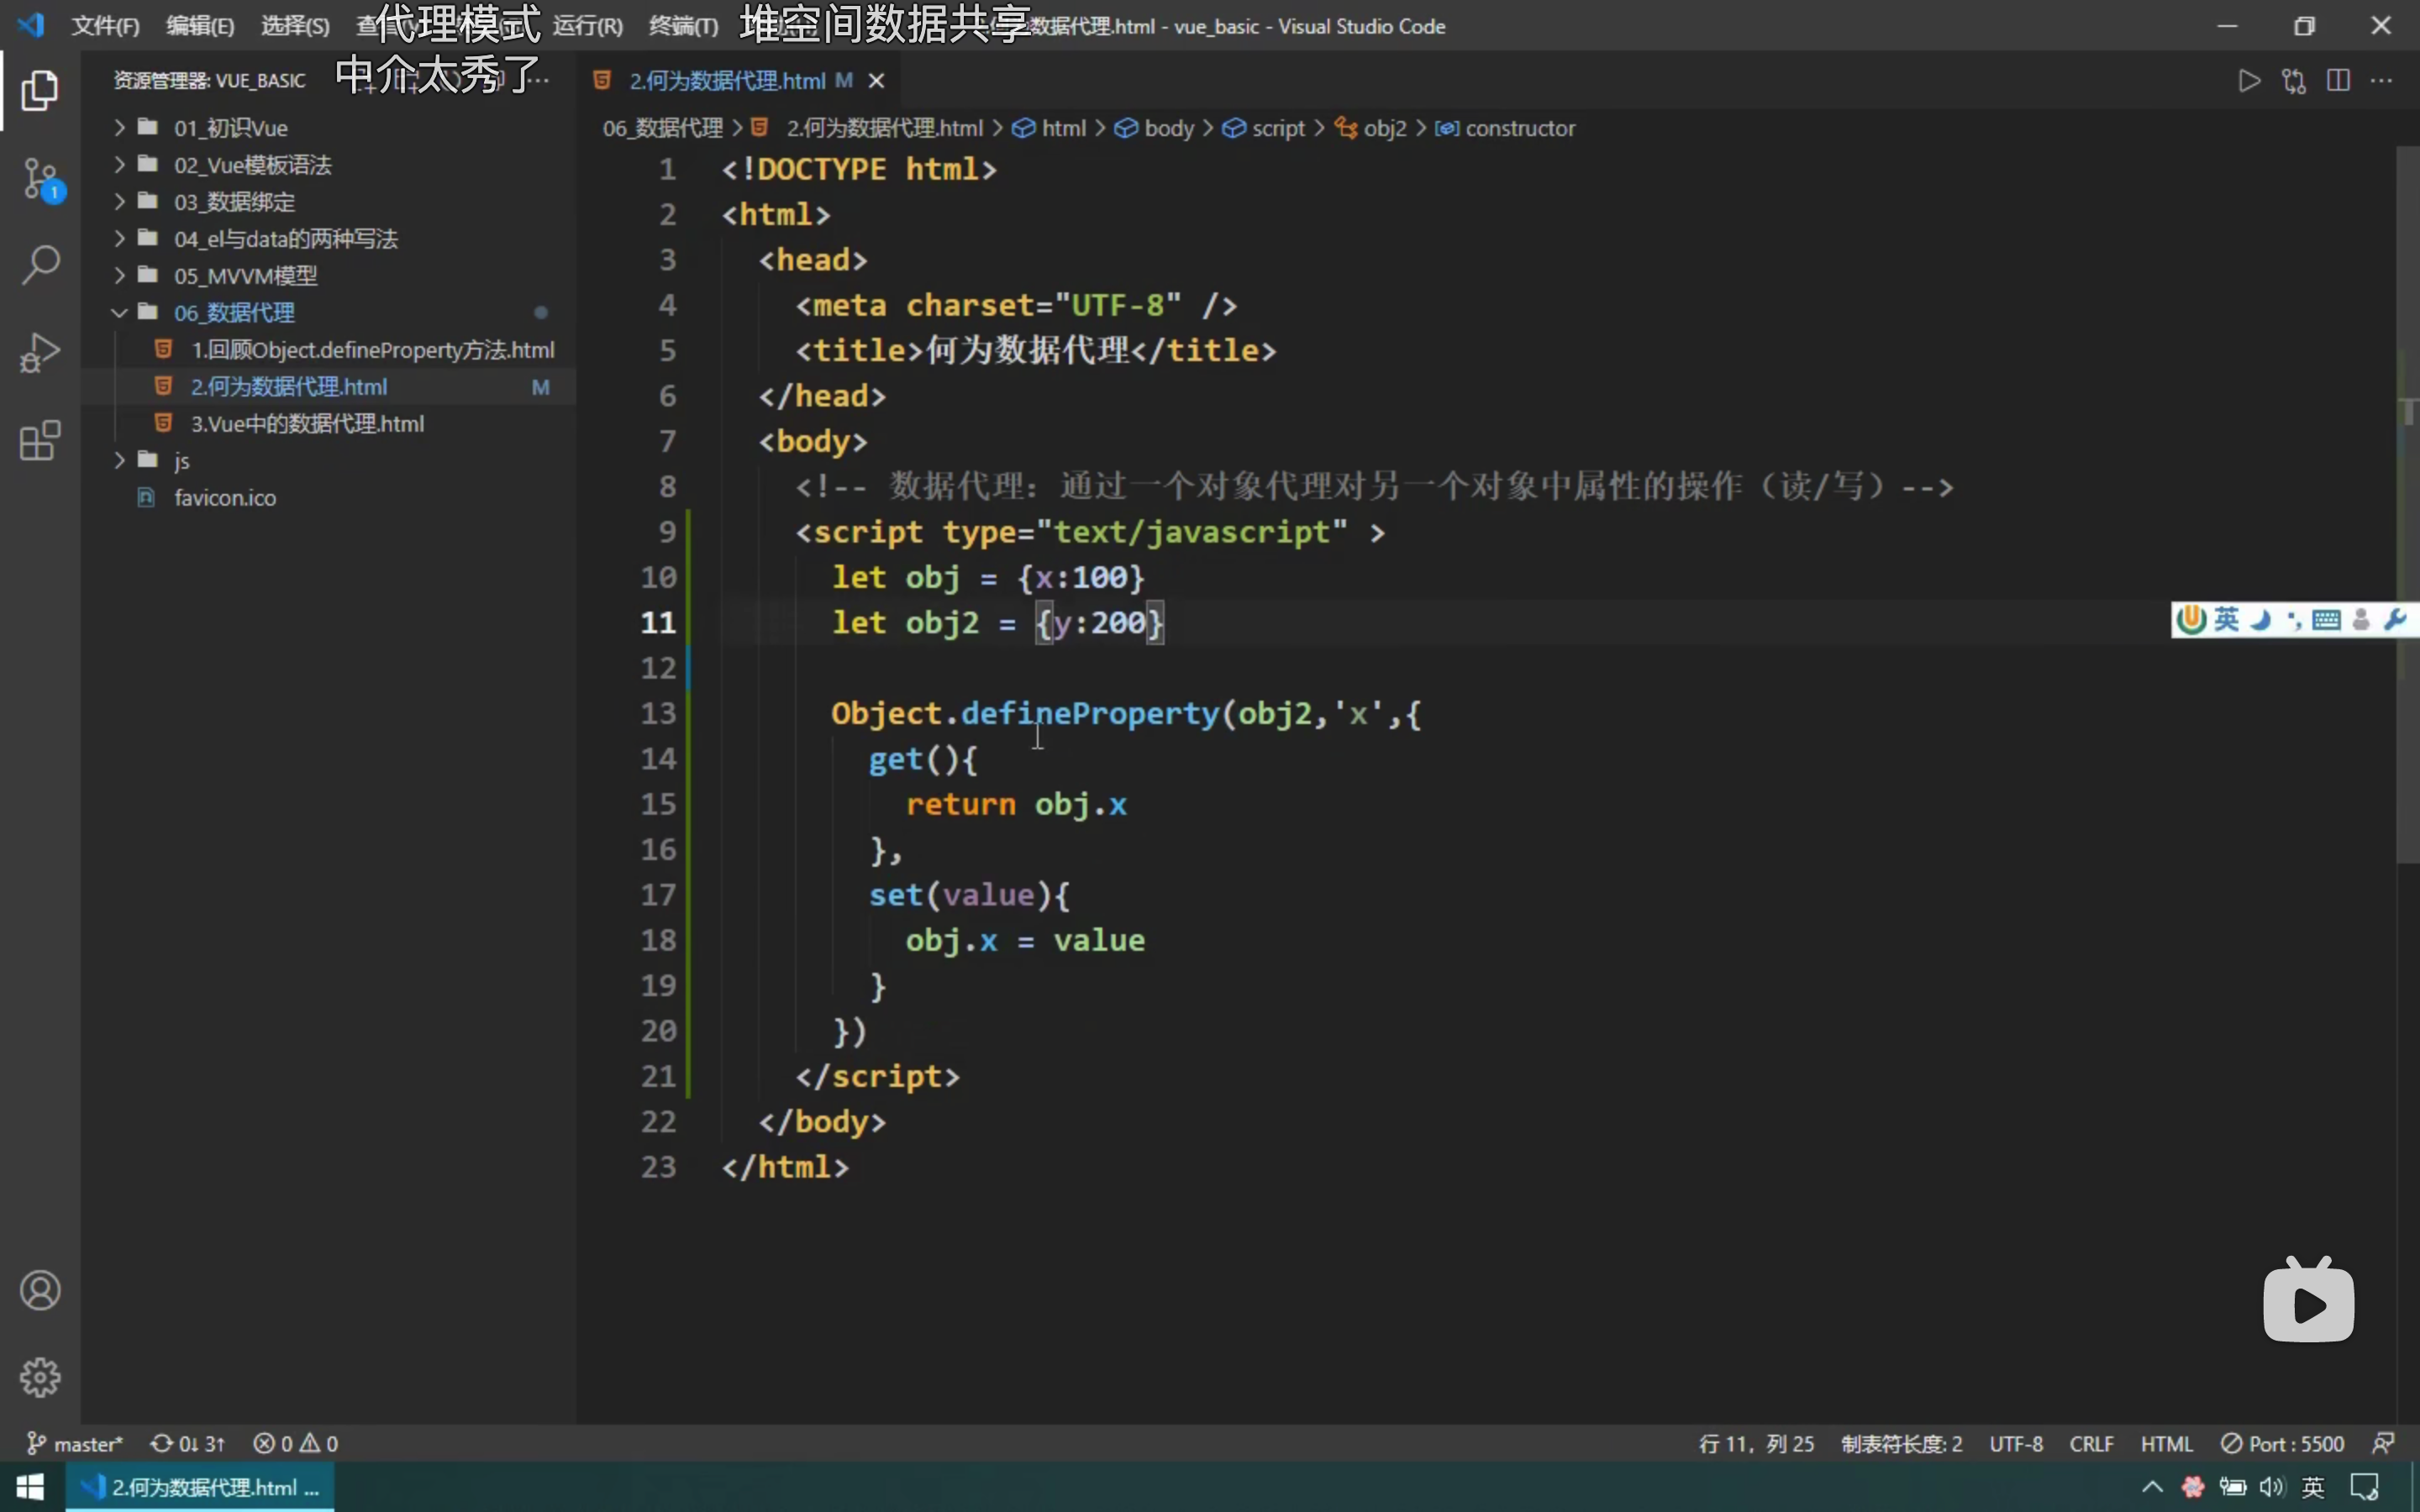 文件(F) 编辑(E) 选择(S) 运行(R) 终端(T) 数据代理.html - vue_basic - Visual Studio Code
代理模式 堆空间数据共享
中介太秀了
资源管理器: VUE_BASIC
2.何为数据代理.html M
06_数据代理 > 2.何为数据代理.html > html > body > script > obj2 > constructor
01_初识Vue
02_Vue模板语法
03_数据绑定
04_el与data的两种写法
05_MVVM模型
06_数据代理
1.回顾Object.defineProperty方法.html
2.何为数据代理.html M
3.Vue中的数据代理.html
js
favicon.ico
1
1 <!DOCTYPE html>
2 <html>
3 <head>
4 <meta charset="UTF-8" />
5 <title>何为数据代理</title>
6 </head>
7 <body>
8 <!-- 数据代理：通过一个对象代理对另一个对象中属性的操作（读/写）-->
9 <script type="text/javascript" >
10 let obj = {x:100}
11 let obj2 = {y:200}
12
13 Object.defineProperty(obj2,'x',{
14 get(){
15 return obj.x
16 },
17 set(value){
18 obj.x = value
19 }
20 })
21 </script>
22 </body>
23 </html>
英
master* 0↓ 3↑ 0 0 行 11，列 25 制表符长度: 2 UTF-8 CRLF HTML Port : 5500
2.何为数据代理.html ... 英